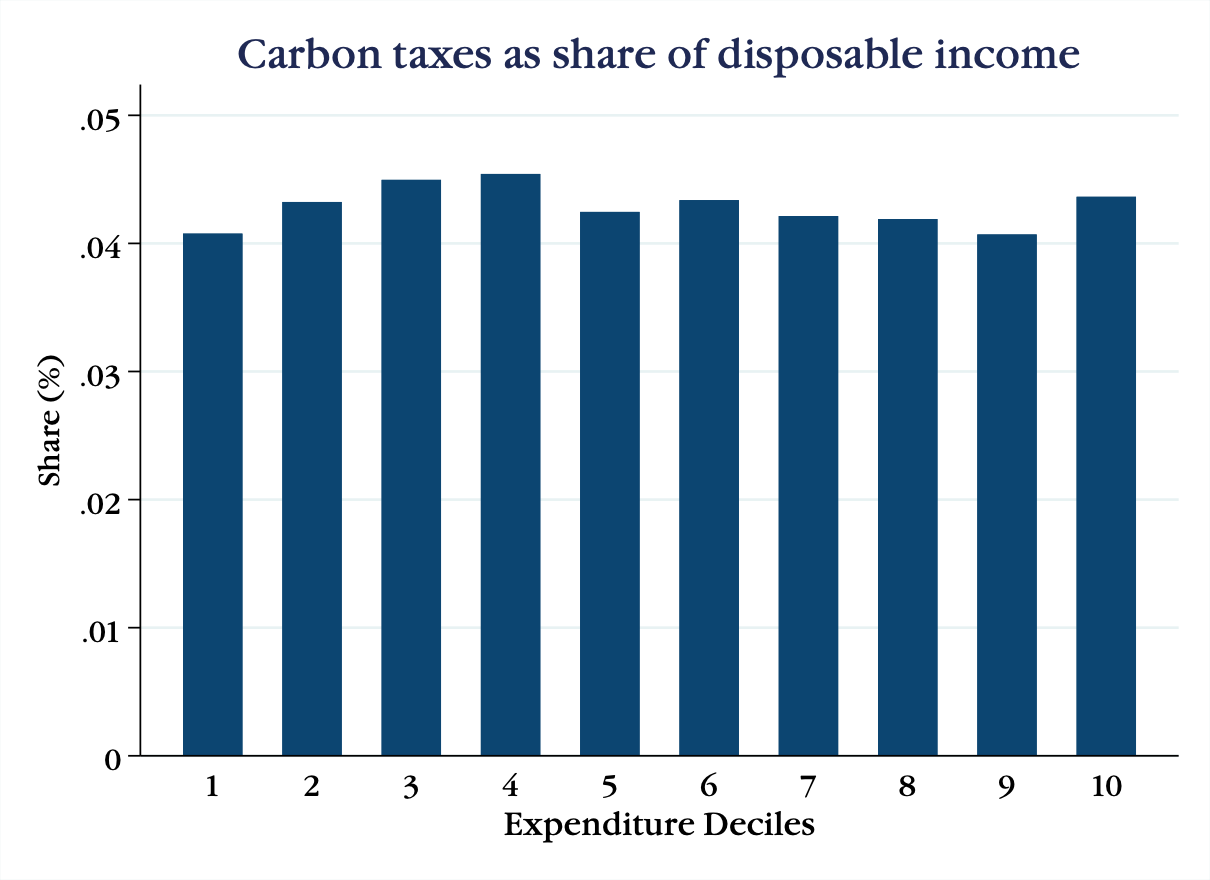 Carbon taxes as share of disposable income
Share (%)
.05
.04
.03
.02
.01
0
1 2 3 4 5 6 7 8 9 10
Expenditure Deciles